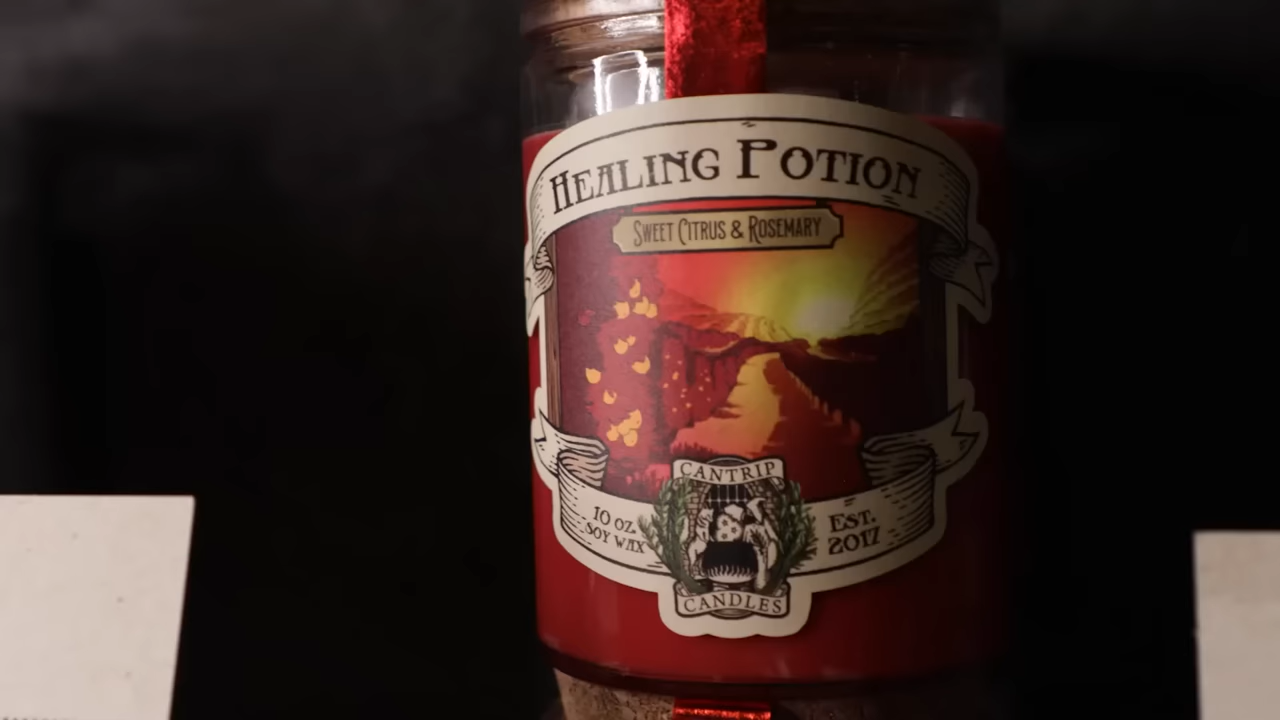 HEALING POTION
SWEET CITRUS & ROSEMARY
CANTRIP
10 OZ.
SOY WAX
EST.
2017
CANDLES